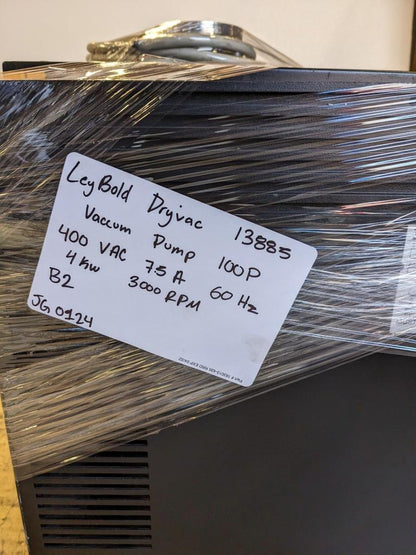 LeyBold Dryvac 13885
Vaccum Pump 100P
400 VAC 7.5 A 60 Hz
4 kw 3000 RPM
B2
JG 0124